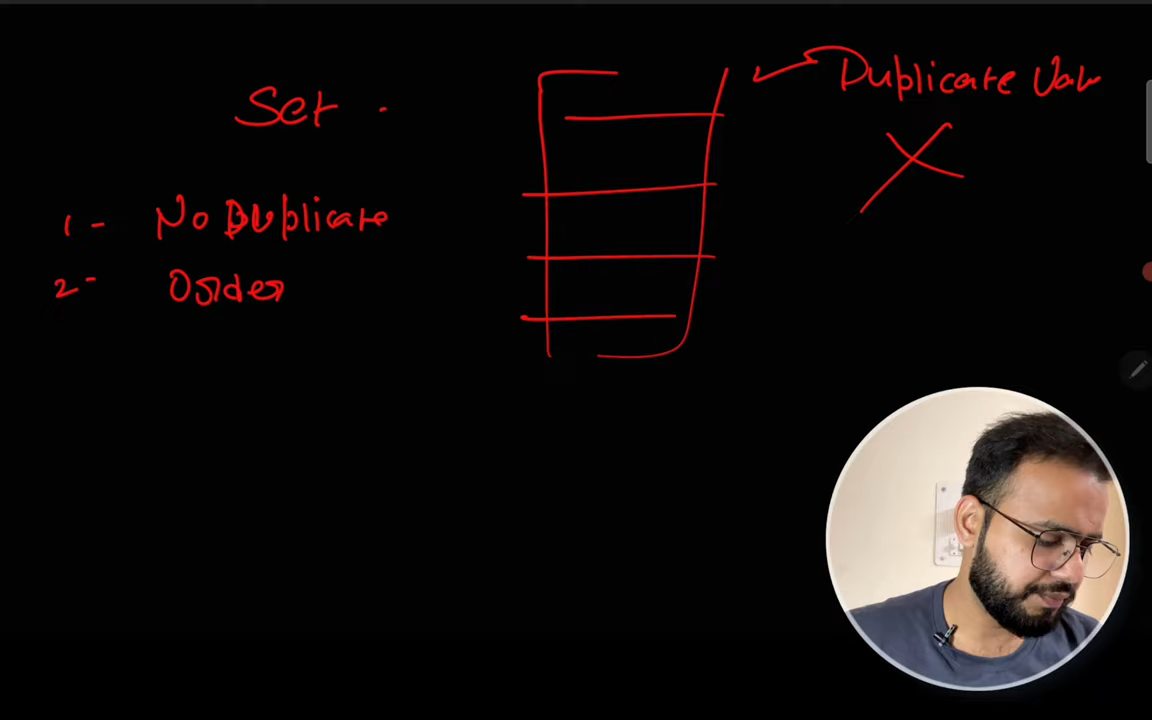 Set
1 - No Duplicate
2 - Order
Duplicate Val